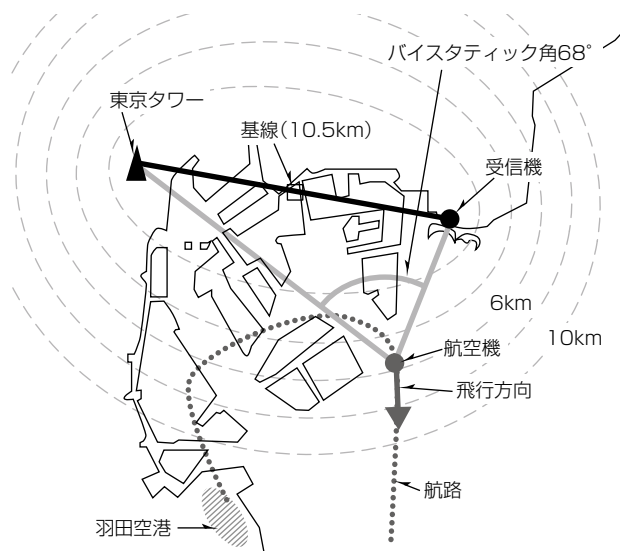 バイスタティック角68°
東京タワー
基線(10.5km)
受信機
6km
10km
航空機
飛行方向
航路
羽田空港